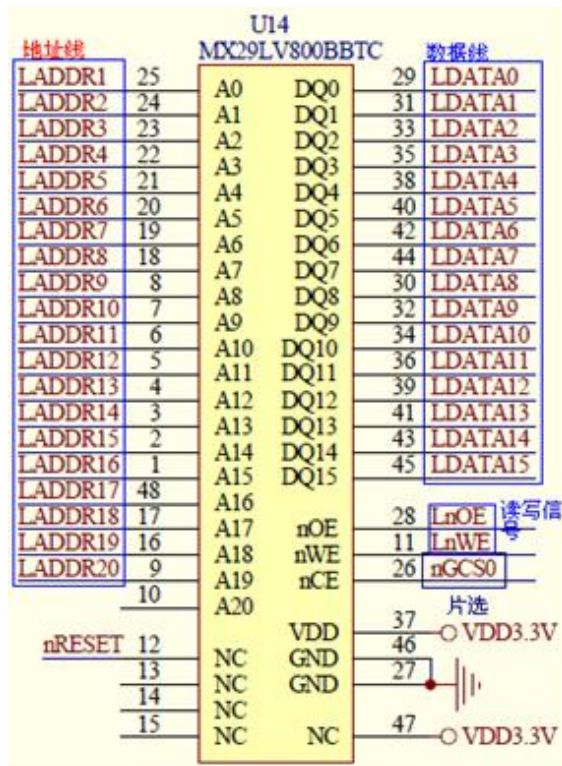 U14
MX29LV800BBTC
地址线
数据线
LADDR1 25 A0 DQ0 29 LDATA0
LADDR2 24 A1 DQ1 31 LDATA1
LADDR3 23 A2 DQ2 33 LDATA2
LADDR4 22 A3 DQ3 35 LDATA3
LADDR5 21 A4 DQ4 38 LDATA4
LADDR6 20 A5 DQ5 40 LDATA5
LADDR7 19 A6 DQ6 42 LDATA6
LADDR8 18 A7 DQ7 44 LDATA7
LADDR9 8 A8 DQ8 30 LDATA8
LADDR10 7 A9 DQ9 32 LDATA9
LADDR11 6 A10 DQ10 34 LDATA10
LADDR12 5 A11 DQ11 36 LDATA11
LADDR13 4 A12 DQ12 39 LDATA12
LADDR14 3 A13 DQ13 41 LDATA13
LADDR15 2 A14 DQ14 43 LDATA14
LADDR16 1 A15 DQ15 45 LDATA15
LADDR17 48 A16
LADDR18 17 A17 nOE 28 LnOE 读写信
号
LADDR19 16 A18 nWE 11 LnWE
LADDR20 9 A19 nCE 26 nGCS0
10 A20
片选
VDD 37 VDD3.3V
nRESET 12 NC GND 46
13 NC GND 27
14 NC
15 NC NC 47 VDD3.3V